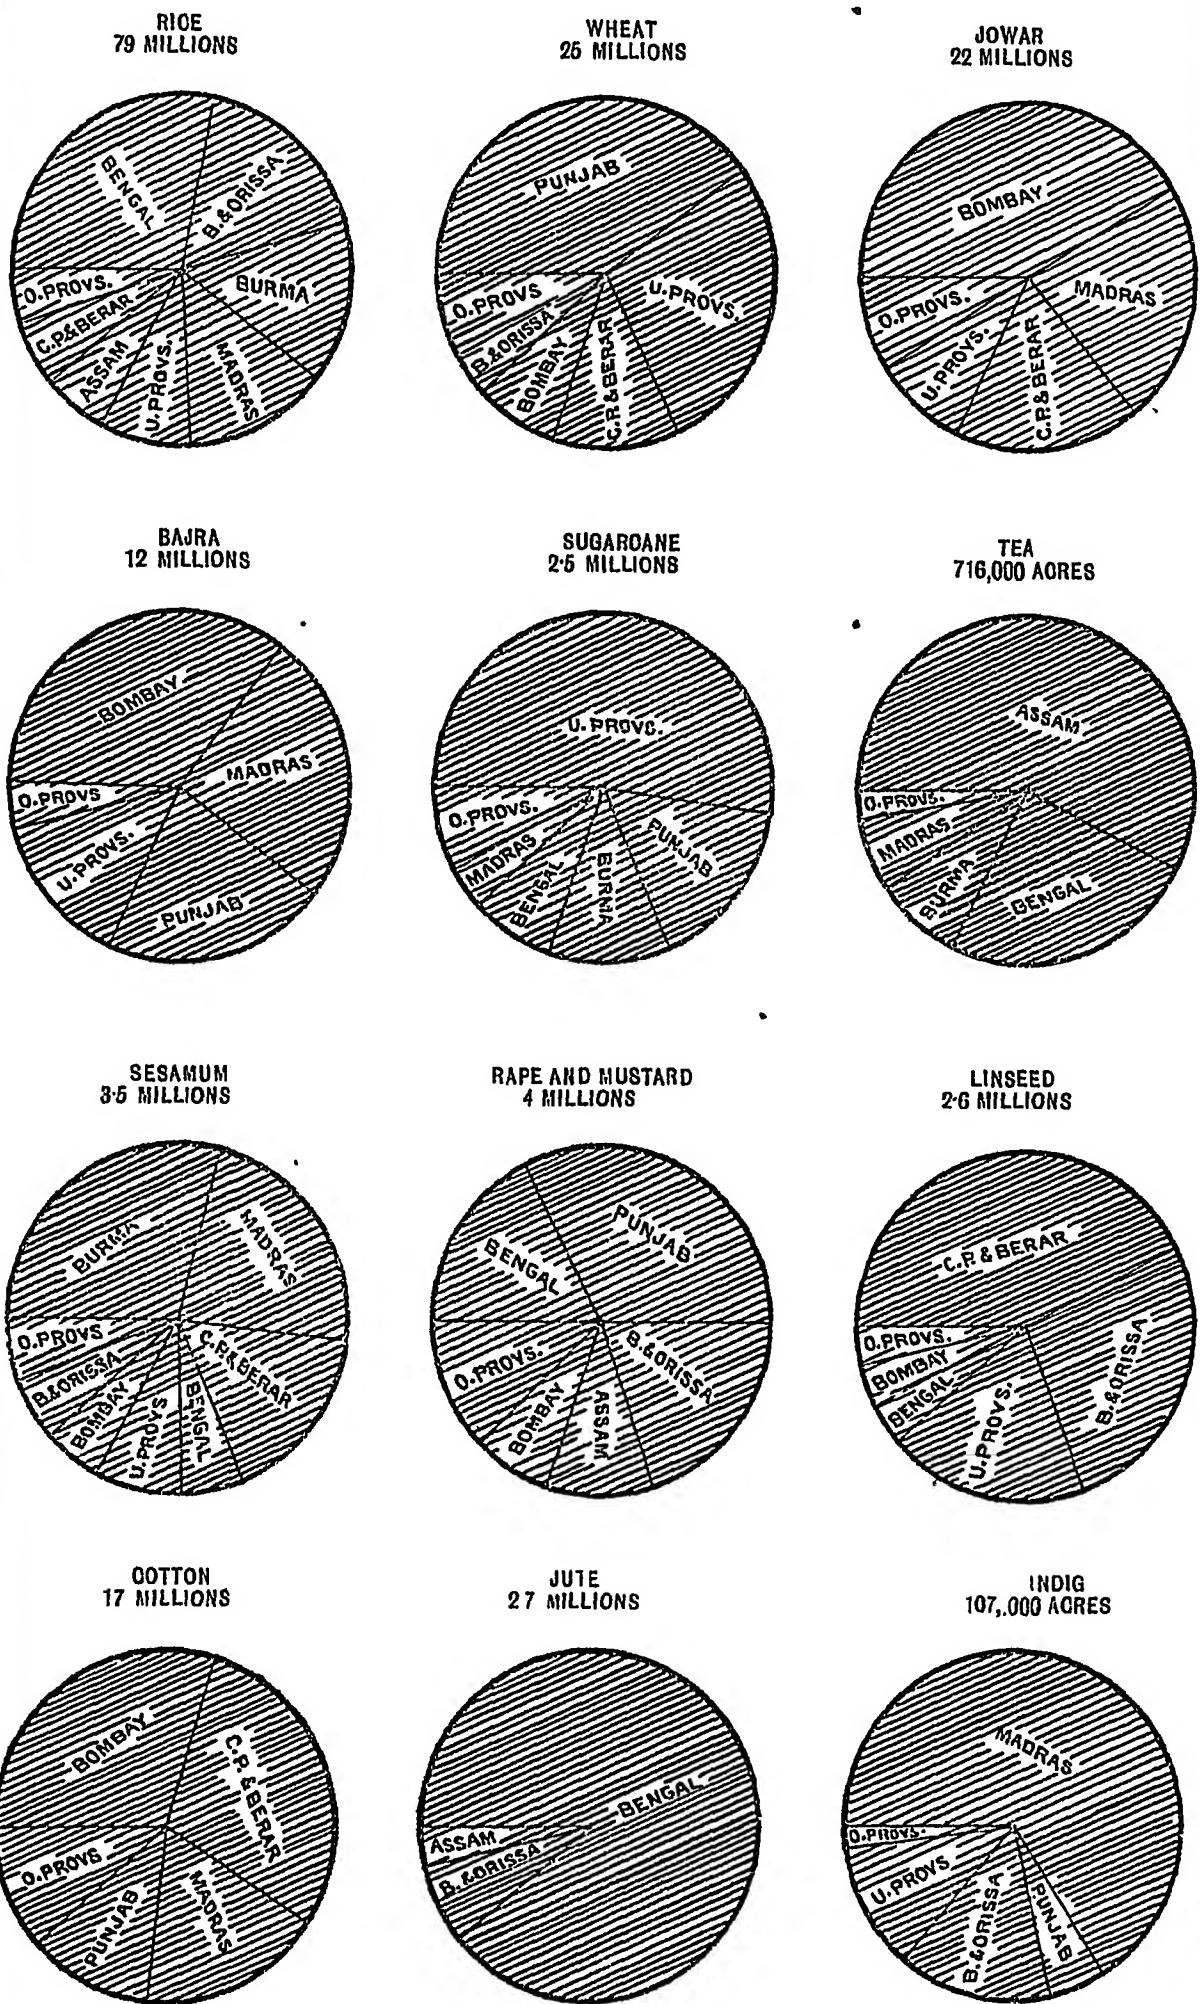 RICE
79 MILLIONS
BENGAL
B.&ORISSA
BURMA
MADRAS
U.PROVS.
ASSAM
C.P.&BERAR
O.PROVS.
WHEAT
25 MILLIONS
PUNJAB
U.PROVS.
C.P.&BERAR
BOMBAY
B.&ORISSA
O.PROVS
JOWAR
22 MILLIONS
BOMBAY
MADRAS
C.P.&BERAR
U.PROVS.
O.PROVS.
BAJRA
12 MILLIONS
BOMBAY
MADRAS
PUNJAB
U.PROVS.
O.PROVS
SUGARCANE
2·5 MILLIONS
U.PROVS.
PUNJAB
BURMA
BENGAL
MADRAS
O.PROVS.
TEA
716,000 ACRES
ASSAM
BENGAL
BURMA
MADRAS
O.PROVS.
SESAMUM
3·5 MILLIONS
BURMA
MADRAS
C.P.&BERAR
BENGAL
U.PROVS
BOMBAY
B.&ORISSA
O.PROVS
RAPE AND MUSTARD
4 MILLIONS
BENGAL
PUNJAB
B.&ORISSA
ASSAM
BOMBAY
O.PROVS.
LINSEED
2·6 MILLIONS
C.P.&BERAR
B.&ORISSA
U.PROVS.
BENGAL
BOMBAY
O.PROVS.
COTTON
17 MILLIONS
BOMBAY
C.P.&BERAR
MADRAS
PUNJAB
O.PROVS
JUTE
27 MILLIONS
BENGAL
B.&ORISSA
ASSAM
INDIG
107,.000 ACRES
MADRAS
PUNJAB
B.&ORISSA
U.PROVS
O.PROVS.